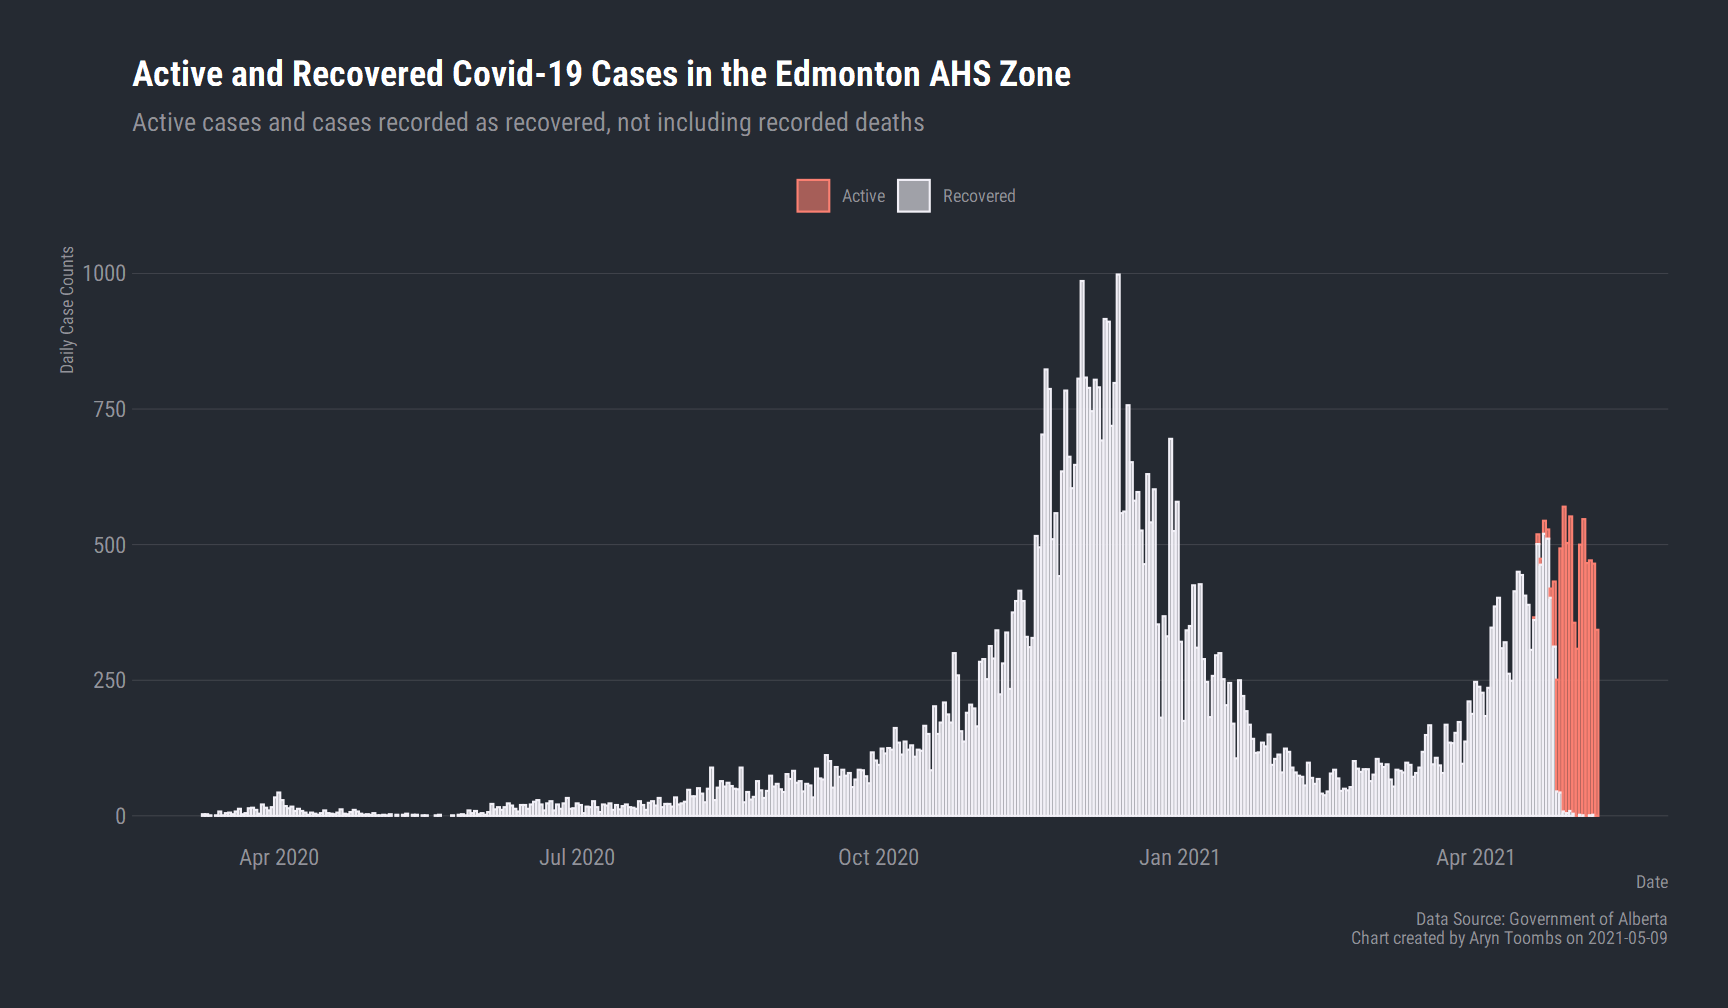 Active and Recovered Covid-19 Cases in the Edmonton AHS Zone
Active cases and cases recorded as recovered, not including recorded deaths
Active
Recovered
Daily Case Counts
1000
750
500
250
0
Apr 2020
Jul 2020
Oct 2020
Jan 2021
Apr 2021
Date
Data Source: Government of Alberta
Chart created by Aryn Toombs on 2021-05-09